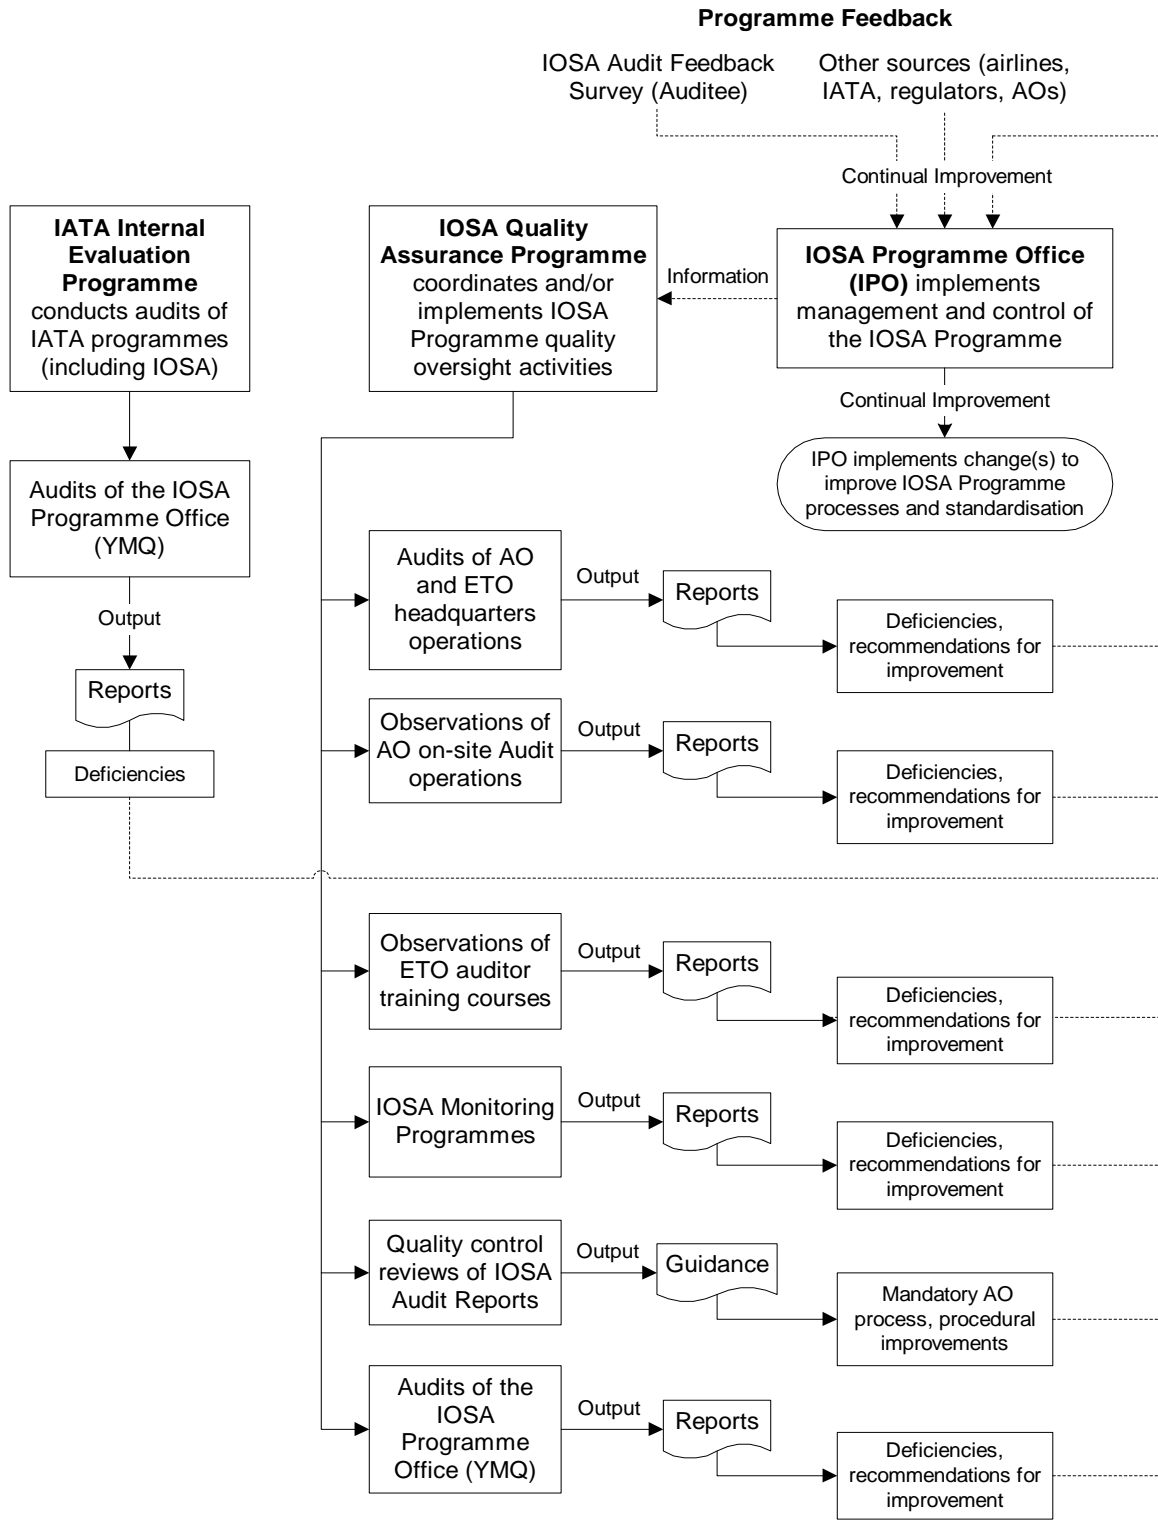 Programme Feedback
IOSA Audit Feedback
Survey (Auditee)
Other sources (airlines,
IATA, regulators, AOs)
Continual Improvement
IATA Internal
Evaluation
Programme
conducts audits of
IATA programmes
(including IOSA)
IOSA Quality
Assurance Programme
coordinates and/or
implements IOSA
Programme quality
oversight activities
Information
IOSA Programme Office
(IPO) implements
management and control of
the IOSA Programme
Continual Improvement
IPO implements change(s) to
improve IOSA Programme
processes and standardisation
Audits of the IOSA
Programme Office
(YMQ)
Output
Reports
Deficiencies
Audits of AO
and ETO
headquarters
operations
Output
Reports
Deficiencies,
recommendations for
improvement
Observations of
AO on-site Audit
operations
Output
Reports
Deficiencies,
recommendations for
improvement
Observations of
ETO auditor
training courses
Output
Reports
Deficiencies,
recommendations for
improvement
IOSA Monitoring
Programmes
Output
Reports
Deficiencies,
recommendations for
improvement
Quality control
reviews of IOSA
Audit Reports
Output
Guidance
Mandatory AO
process, procedural
improvements
Audits of the
IOSA
Programme
Office (YMQ)
Output
Reports
Deficiencies,
recommendations for
improvement